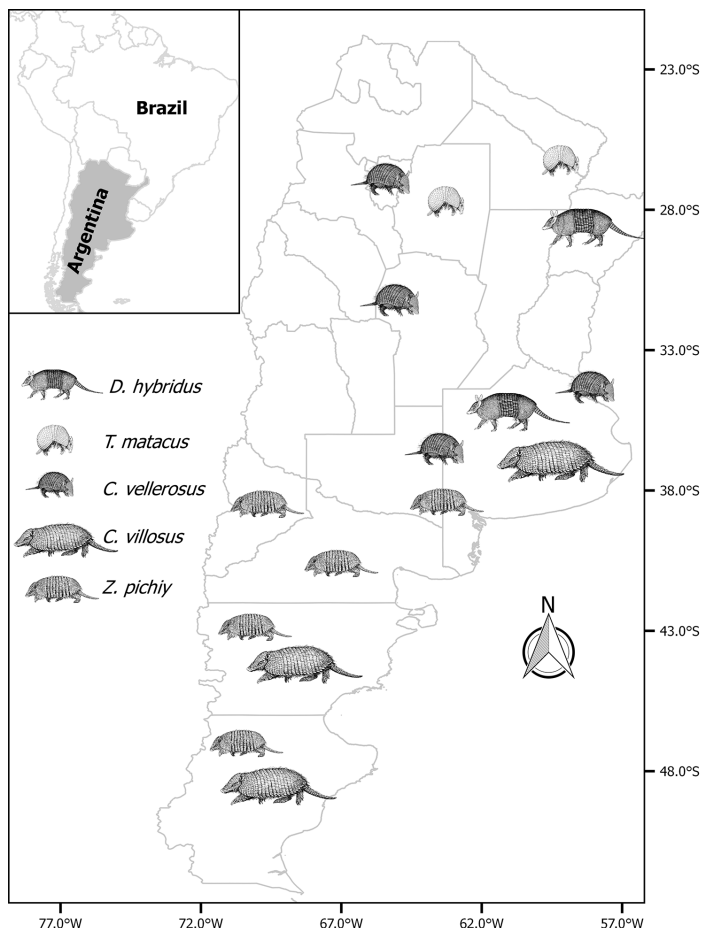 Brazil
Argentina
D. hybridus
T. matacus
C. vellerosus
C. villosus
Z. pichiy
N
23.0°S
28.0°S
33.0°S
38.0°S
43.0°S
48.0°S
77.0°W 72.0°W 67.0°W 62.0°W 57.0°W